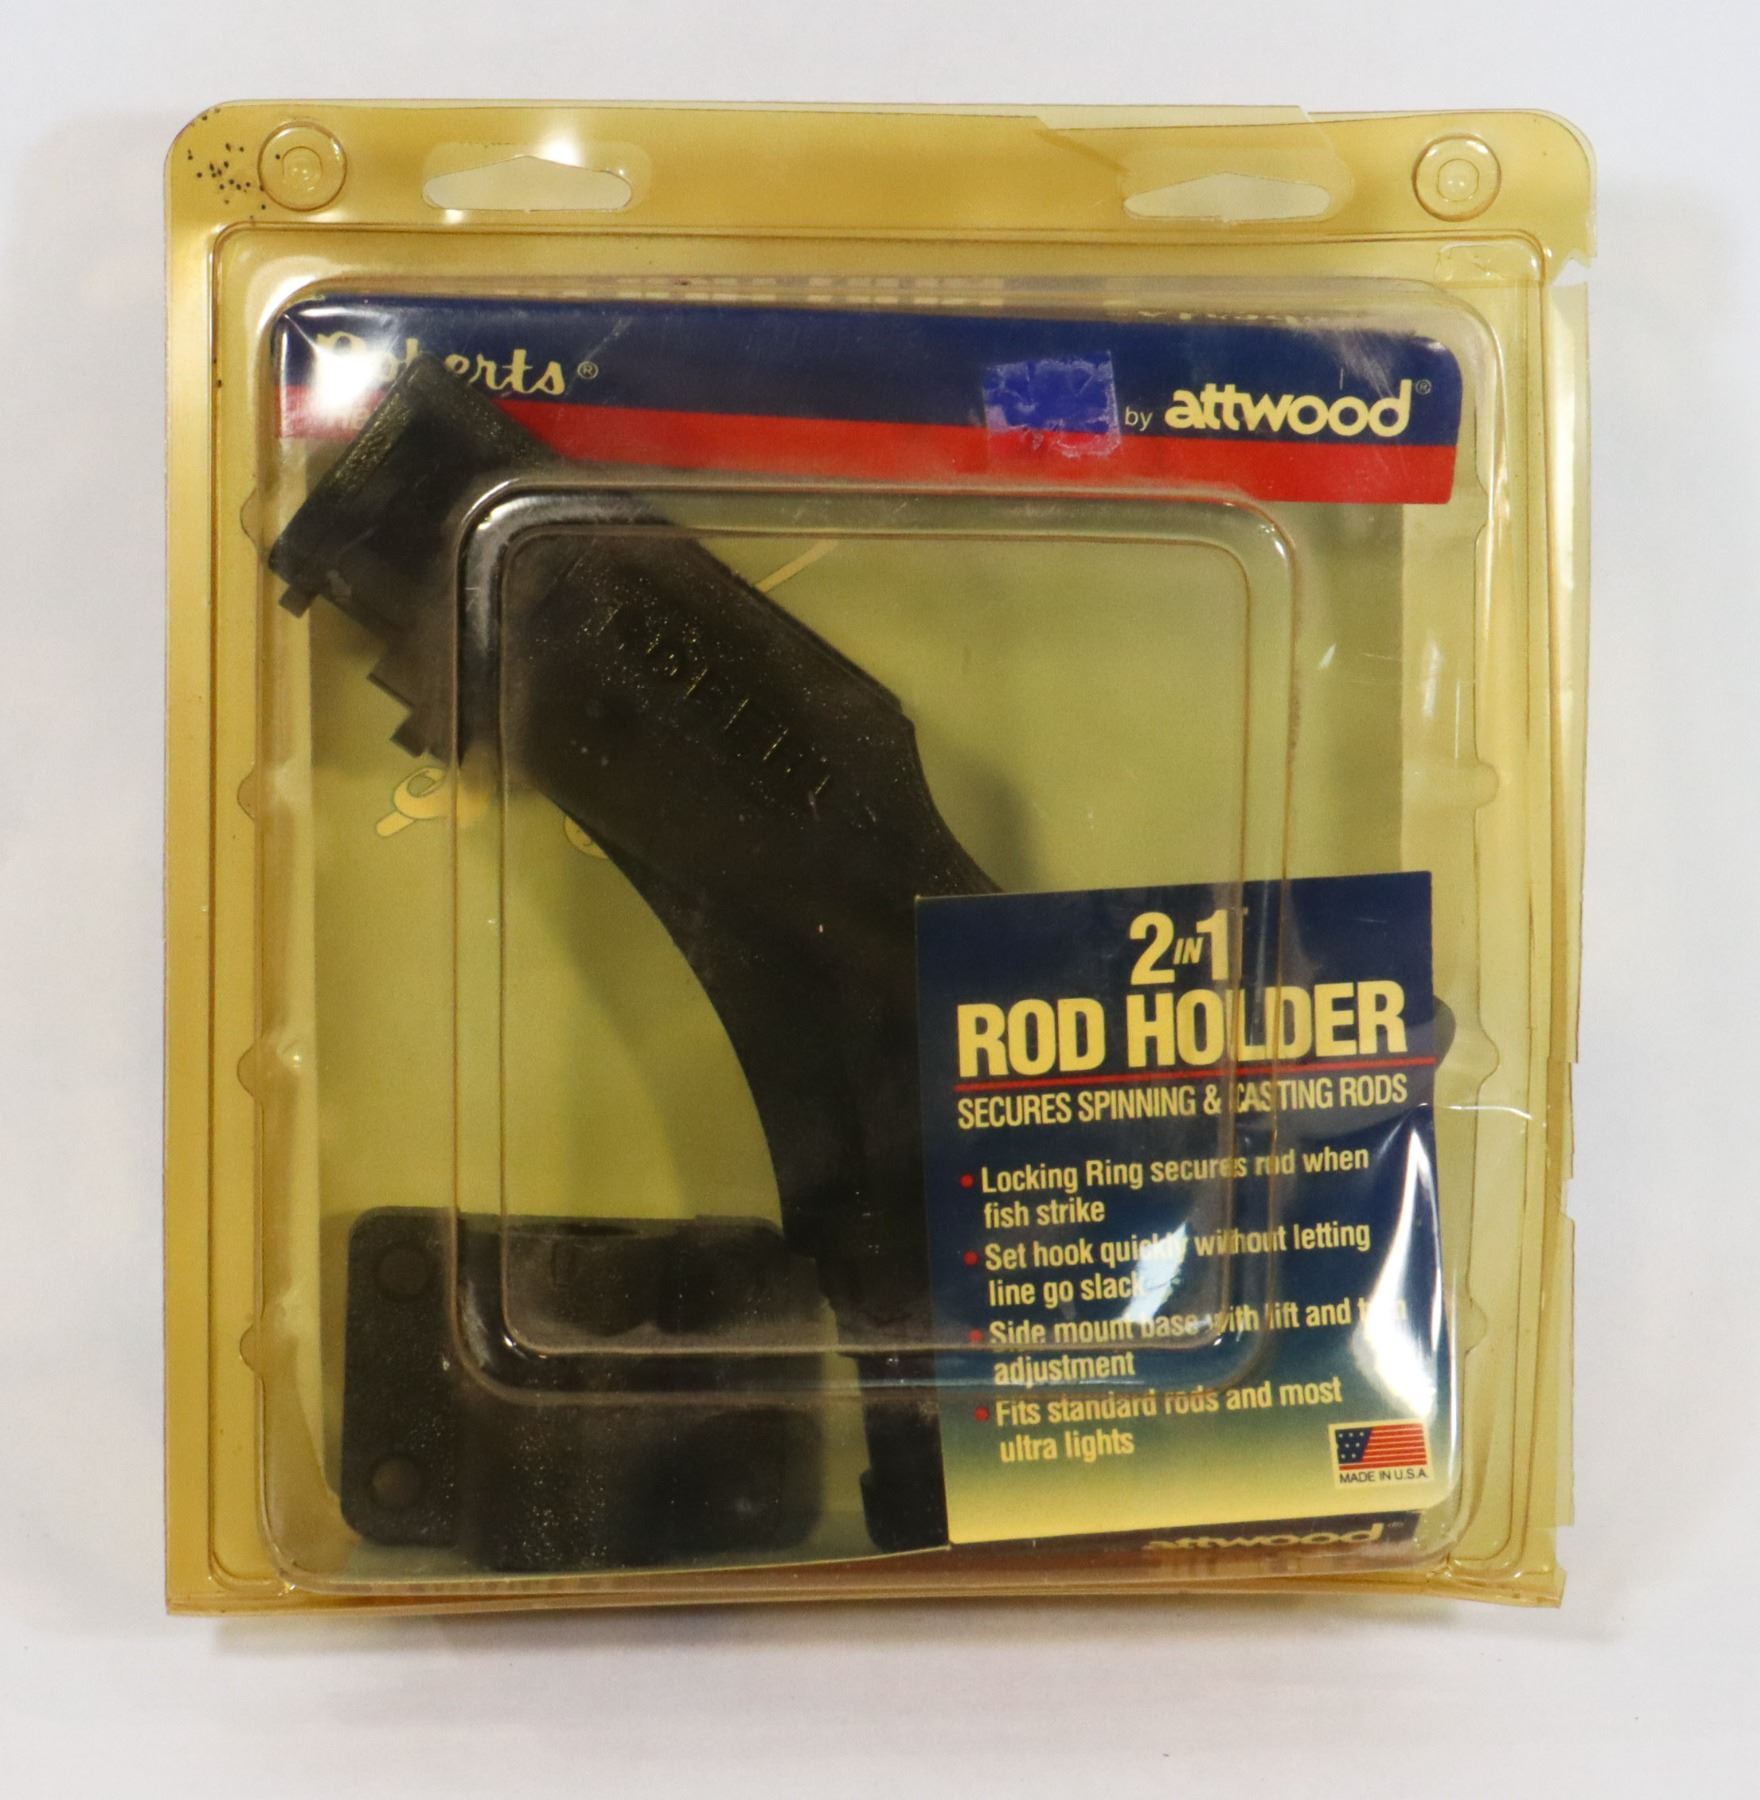 Roberts®
by attwood®
2 IN 1
ROD HOLDER
SECURES SPINNING & CASTING RODS
• Locking Ring secures rod when
fish strike
• Set hook quickly without letting
line go slack
• Side mount base with lift and turn
adjustment
• Fits standard rods and most
ultra lights
MADE IN U.S.A.
attwood®